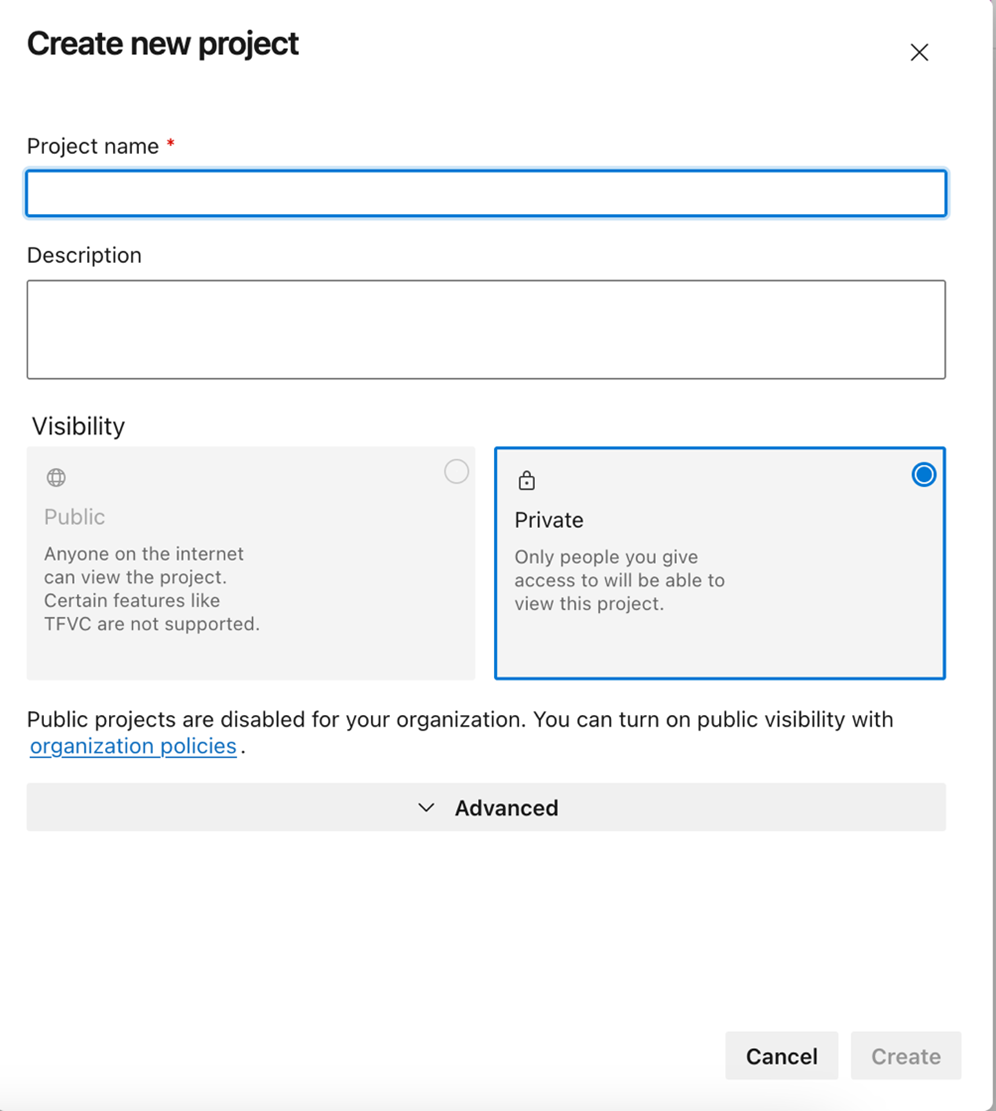 Create new project
Project name *
Description
Visibility
Public
Anyone on the internet
can view the project.
Certain features like
TFVC are not supported.
Private
Only people you give
access to will be able to
view this project.
Public projects are disabled for your organization. You can turn on public visibility with
organization policies.
Advanced
Cancel
Create